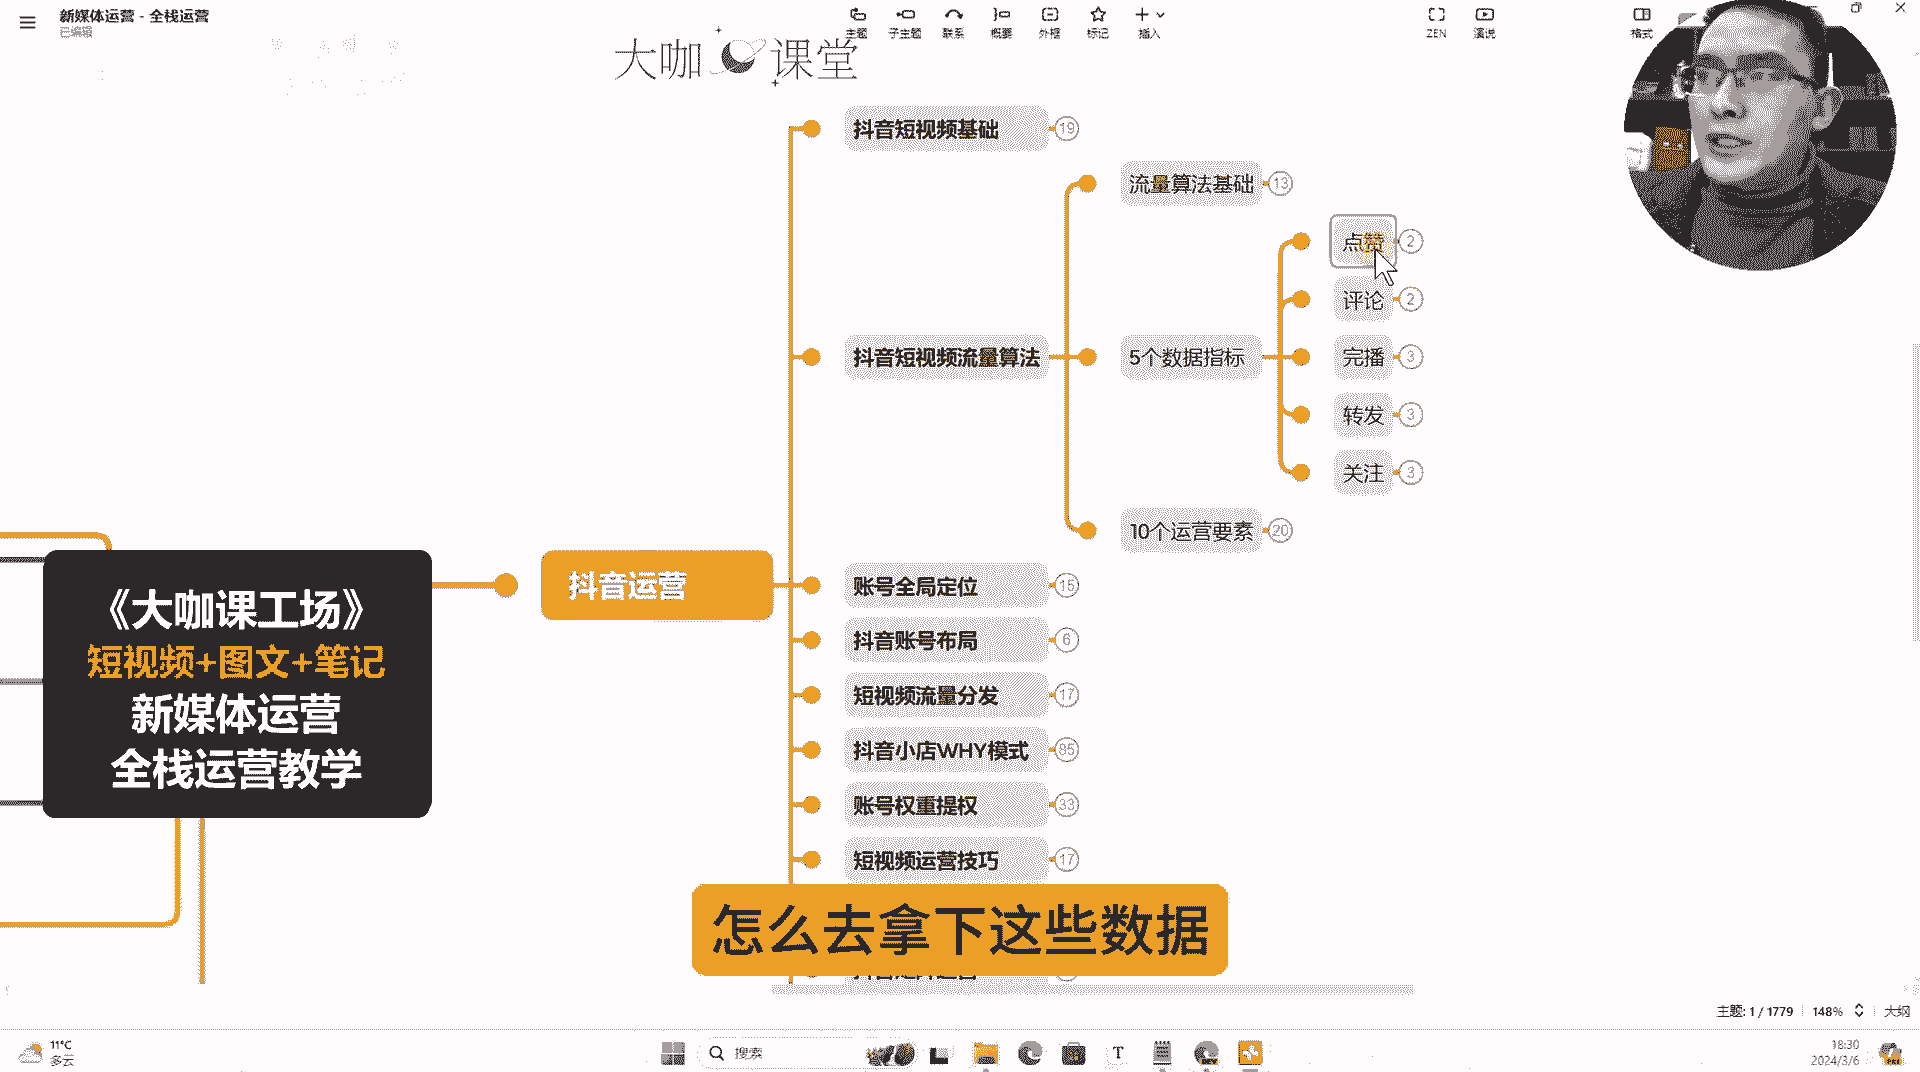 新媒体运营 - 全栈运营
已编辑
主题
子主题
联系
概要
外框
标记
插入
ZEN
演说
格式
大咖课堂
抖音短视频基础
19
流量算法基础
13
点赞
2
评论
2
抖音短视频流量算法
5个数据指标
完播
3
转发
3
关注
3
10个运营要素
20
抖音运营
账号全局定位
15
抖音账号布局
6
短视频流量分发
17
抖音小店WHY模式
85
账号权重提权
33
短视频运营技巧
17
《大咖课工场》
短视频+图文+笔记
新媒体运营
全栈运营教学
怎么去拿下这些数据
主题: 1 / 1779
148%
大纲
11°C
多云
搜索
18:30
2024/3/6